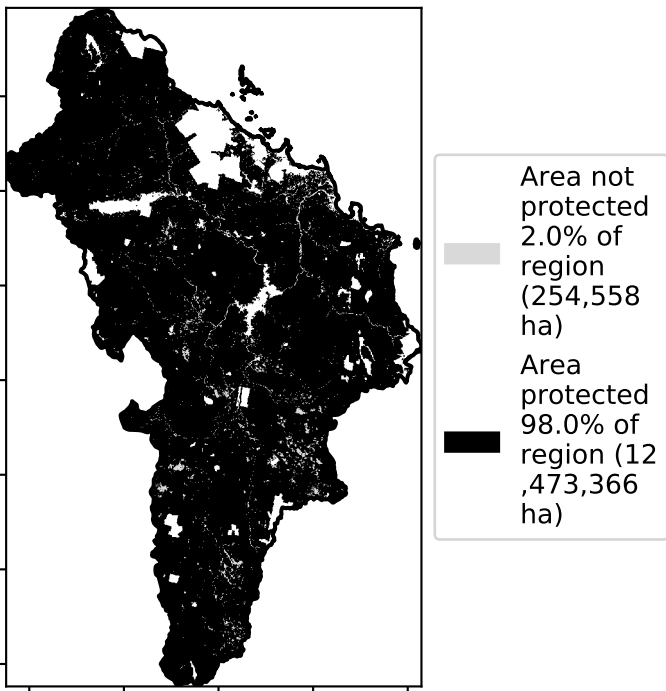 Area not
protected
2.0% of
region
(254,558
ha)
Area
protected
98.0% of
region (12
,473,366
ha)